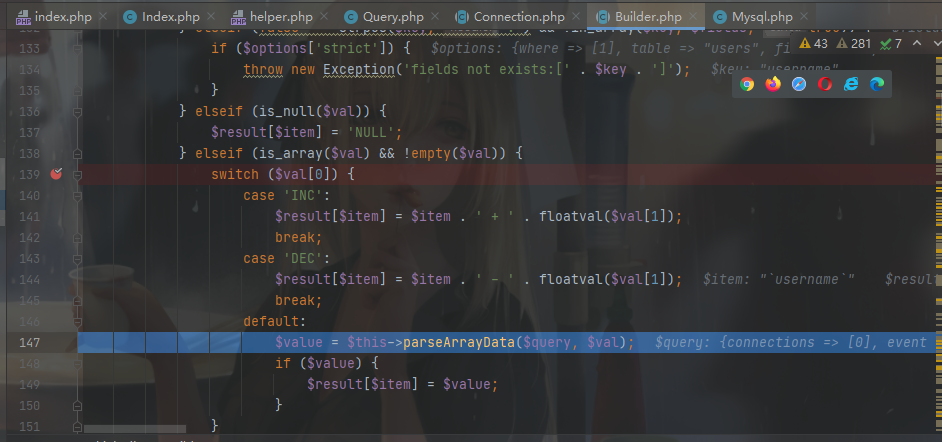 index.php Index.php helper.php Query.php Connection.php Builder.php Mysql.php
43 281 7
133 if ($options['strict']) { $options: {where => [1], table => "users", fi
134 throw new Exception('fields not exists:[' . $key . ']'); $key: "username"
135 }
136 } elseif (is_null($val)) {
137 $result[$item] = 'NULL';
138 } elseif (is_array($val) && !empty($val)) {
139 switch ($val[0]) {
140 case 'INC':
141 $result[$item] = $item . ' + ' . floatval($val[1]);
142 break;
143 case 'DEC':
144 $result[$item] = $item . ' - ' . floatval($val[1]); $item: "`username`" $resul
145 break;
146 default:
147 $value = $this->parseArrayData($query, $val); $query: {connections => [0], event
148 if ($value) {
149 $result[$item] = $value;
150 }
151 }